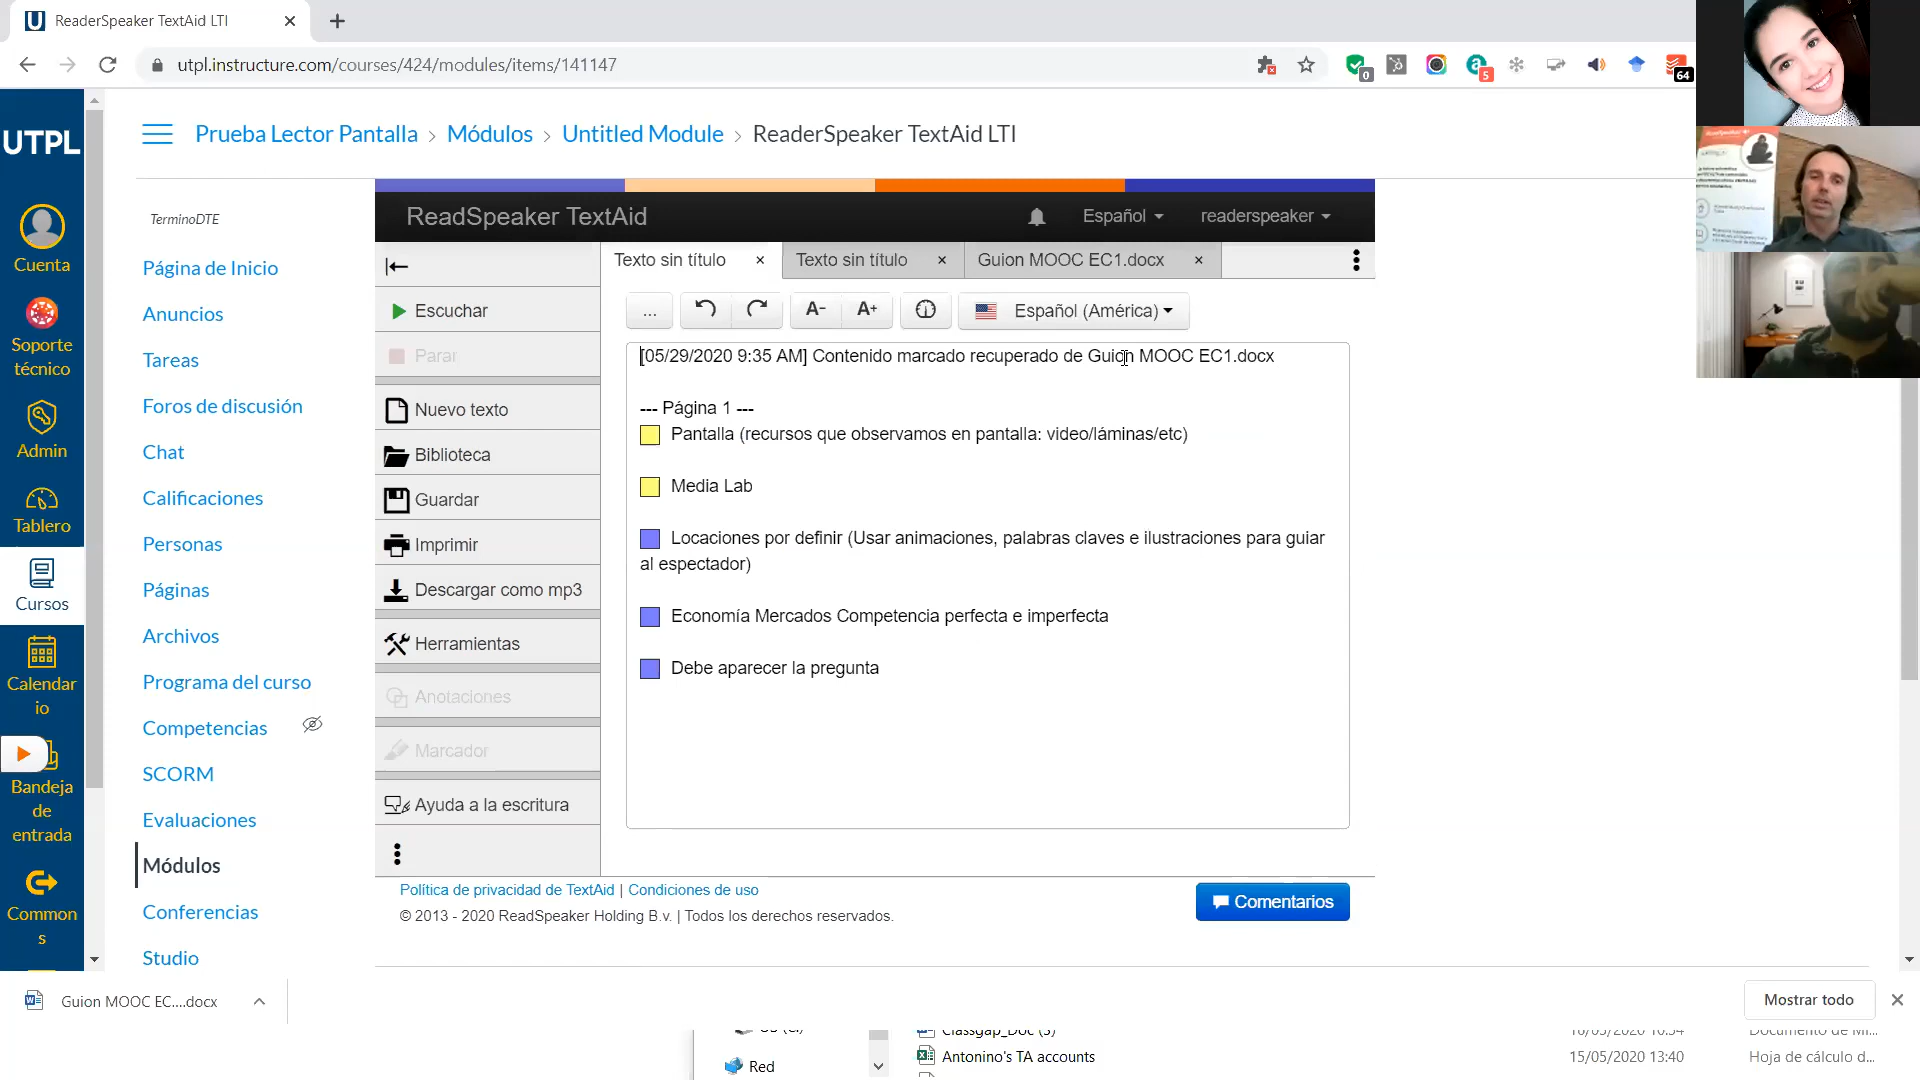 ReaderSpeaker TextAid LTI
utpl.instructure.com/courses/424/modules/items/141147
0
5
64
UTPL
Cuenta
Soporte
técnico
Admin
Tablero
Cursos
Calendar
io
Bandeja
de
entrada
Common
s
Prueba Lector Pantalla > Módulos > Untitled Module > ReaderSpeaker TextAid LTI
TerminoDTE
Página de Inicio
Anuncios
Tareas
Foros de discusión
Chat
Calificaciones
Personas
Páginas
Archivos
Programa del curso
Competencias
SCORM
Evaluaciones
Módulos
Conferencias
Studio
ReadSpeaker TextAid
Español
readerspeaker
Escuchar
Parar
Nuevo texto
Biblioteca
Guardar
Imprimir
Descargar como mp3
Herramientas
Anotaciones
Marcador
Ayuda a la escritura
Texto sin título
Texto sin título
Guion MOOC EC1.docx
... A- A+ Español (América)
[05/29/2020 9:35 AM] Contenido marcado recuperado de Guion MOOC EC1.docx
--- Página 1 ---
Pantalla (recursos que observamos en pantalla: video/láminas/etc)
Media Lab
Locaciones por definir (Usar animaciones, palabras claves e ilustraciones para guiar
al espectador)
Economía Mercados Competencia perfecta e imperfecta
Debe aparecer la pregunta
Política de privacidad de TextAid | Condiciones de uso
© 2013 - 2020 ReadSpeaker Holding B.v. | Todos los derechos reservados.
Comentarios
Guion MOOC EC....docx
Mostrar todo
Red
Classgap_Doc (3)
Antonino's TA accounts
15/05/2020 13:40
Hoja de cálculo d...